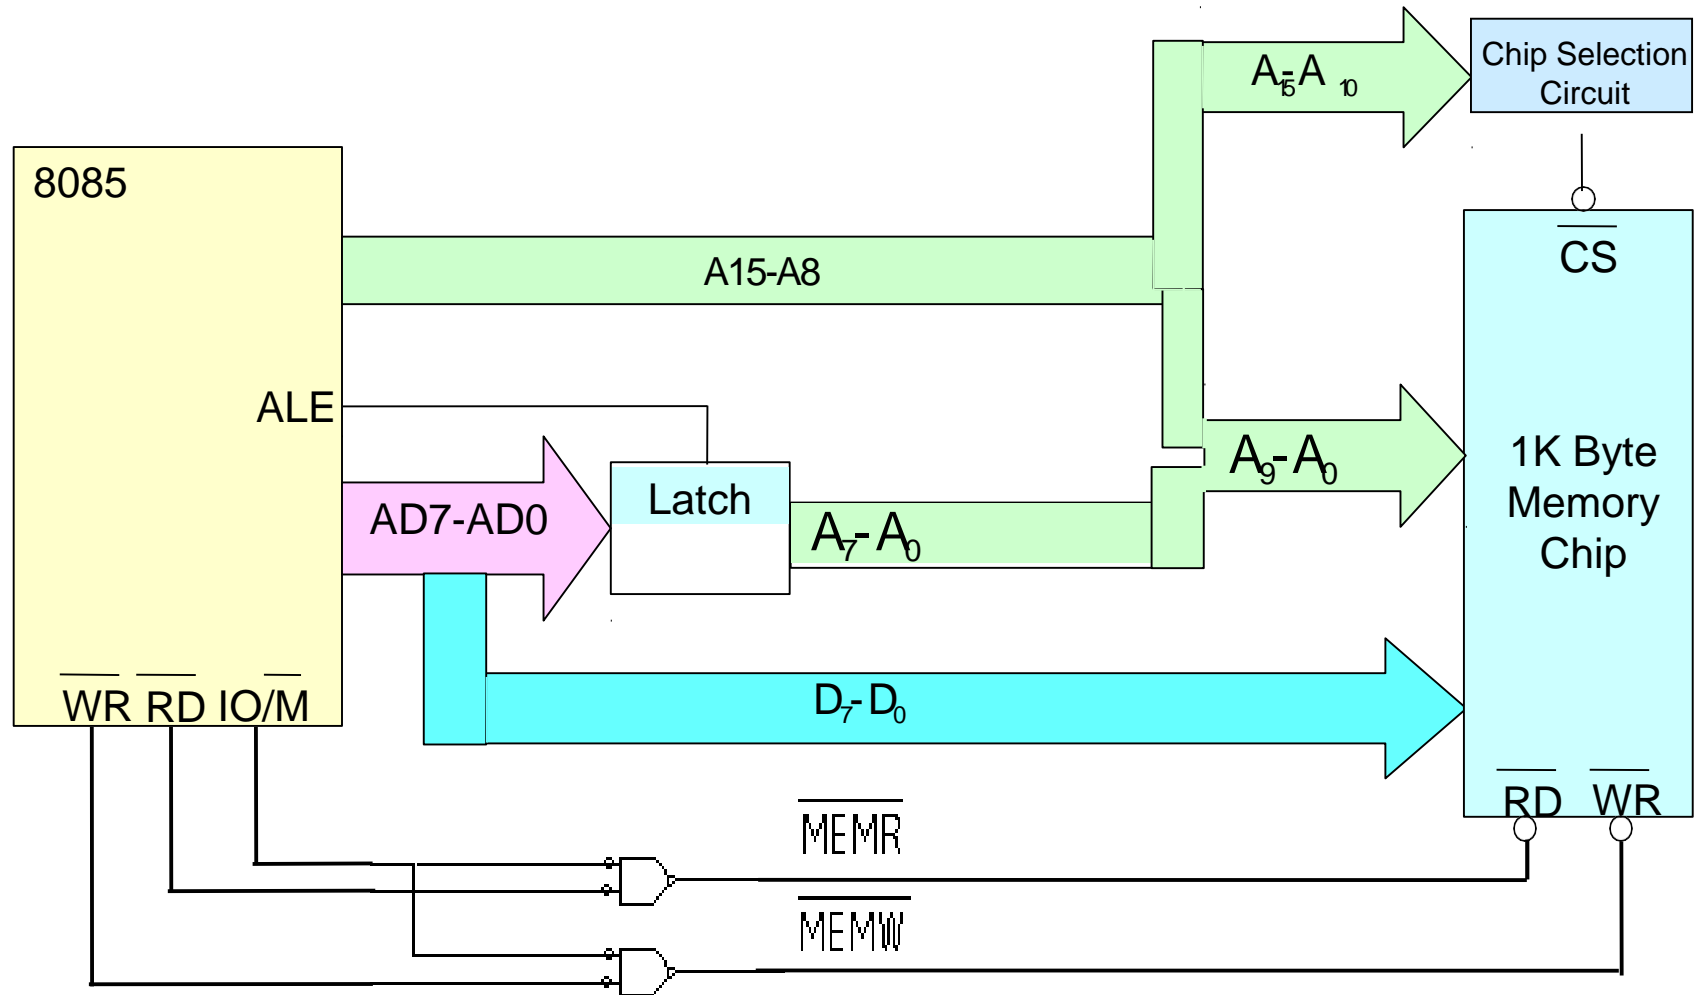 A15-A 10
Chip Selection
Circuit
8085
CS
A15-A8
ALE
A9-A0
1K Byte
Memory
Chip
Latch
AD7-AD0
A7-A0
D7-D0
WR RD IO/M
RD WR
MEMR
MEMW